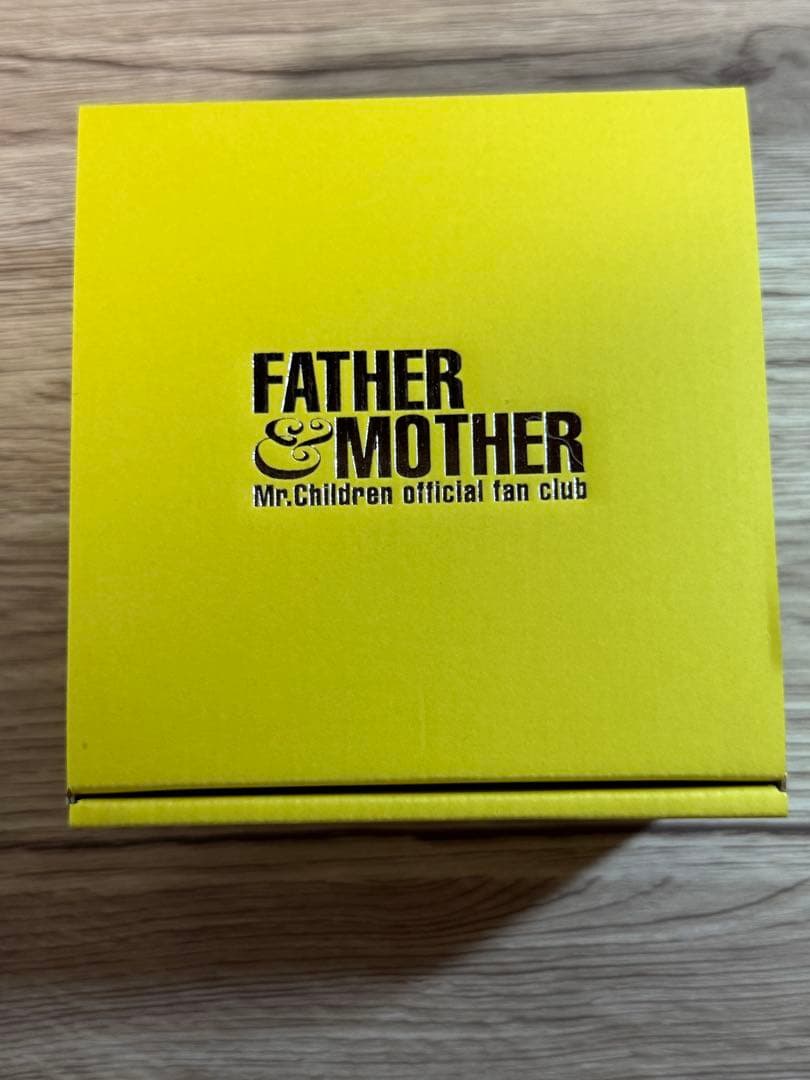 FATHER
&MOTHER
Mr.Children official fan club